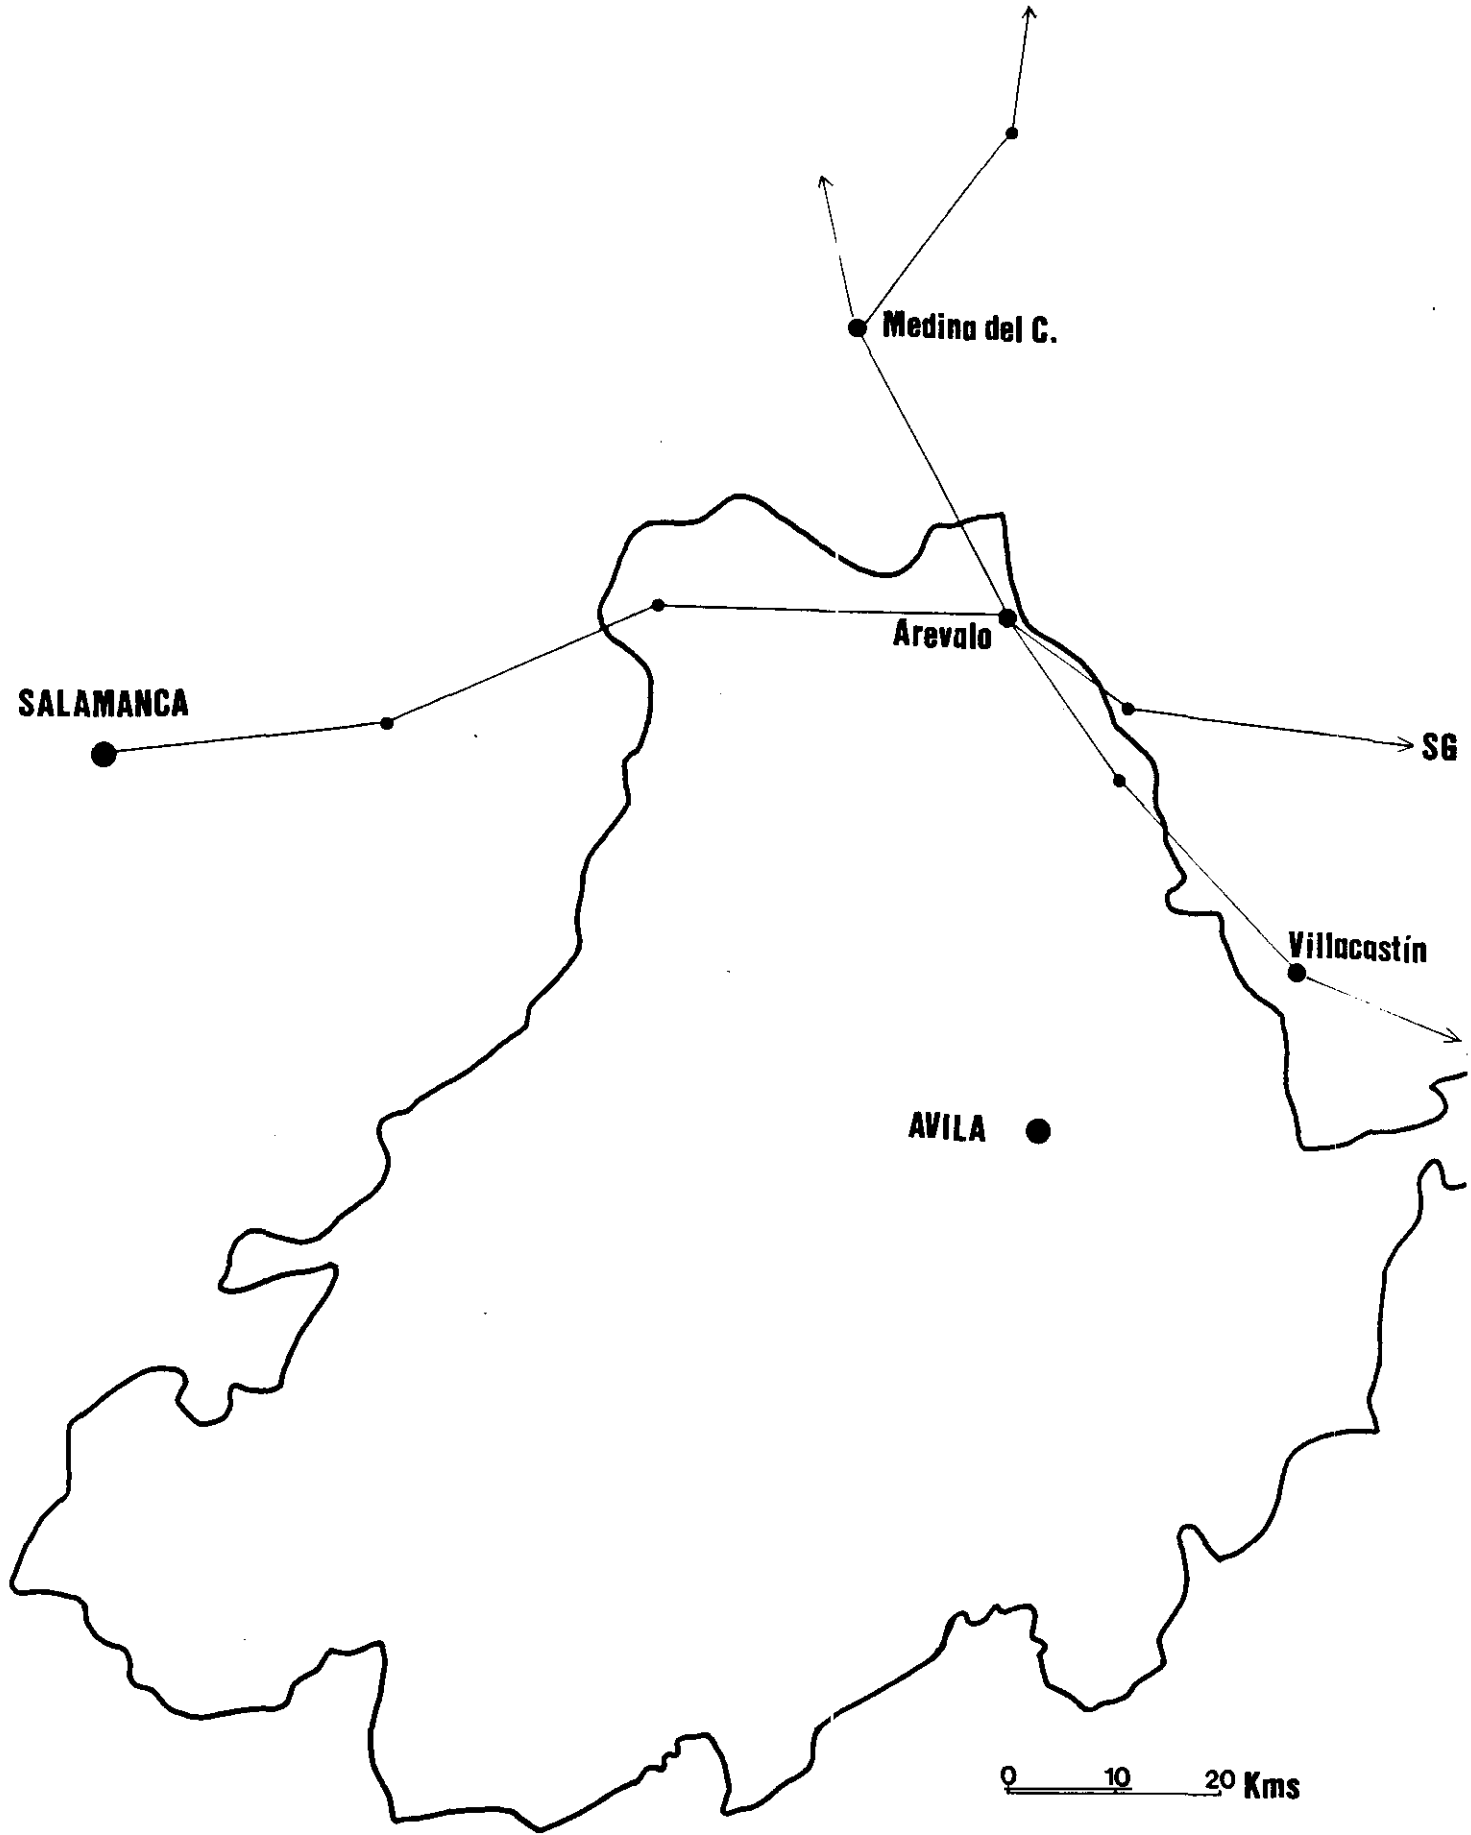 Medina del C.
Arevalo
SALAMANCA
SG
Villacastín
AVILA
0 10 20 Kms